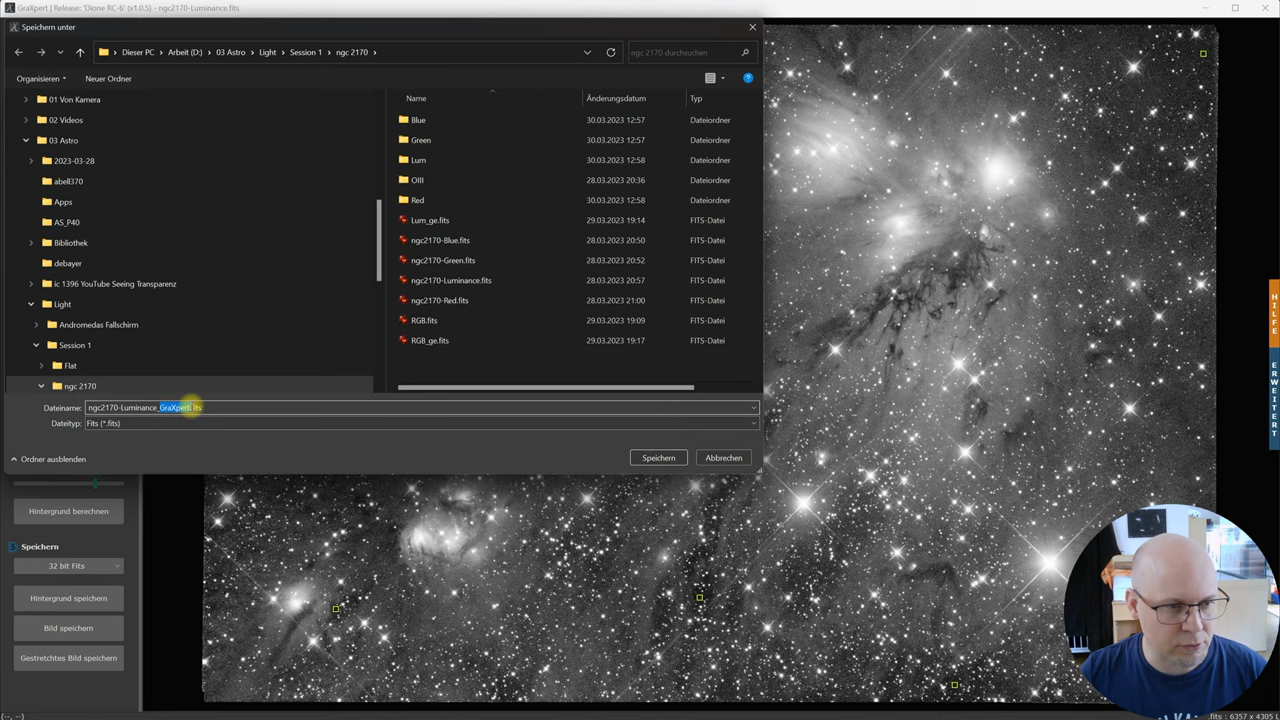 GraXpert | Release: 'Dione RC-6' (v1.0.5) - ngc2170-Luminance.fits
Speichern unter
Dieser PC > Arbeit (D:) > 03 Astro > Light > Session 1 > ngc 2170 >
ngc 2170 durchsuchen
Organisieren
Neuer Ordner
01 Von Kamera
02 Videos
03 Astro
2023-03-28
abell370
Apps
AS_P40
Bibliothek
debayer
ic 1396 YouTube Seeing Transparenz
Light
Andromedas Fallschirm
Session 1
Flat
ngc 2170
Name Änderungsdatum Typ
Blue 30.03.2023 12:57 Dateiordner
Green 30.03.2023 12:57 Dateiordner
Lum 30.03.2023 12:58 Dateiordner
OIII 28.03.2023 20:36 Dateiordner
Red 30.03.2023 12:58 Dateiordner
Lum_ge.fits 29.03.2023 19:14 FITS-Datei
ngc2170-Blue.fits 28.03.2023 20:50 FITS-Datei
ngc2170-Green.fits 28.03.2023 20:52 FITS-Datei
ngc2170-Luminance.fits 28.03.2023 20:57 FITS-Datei
ngc2170-Red.fits 28.03.2023 21:00 FITS-Datei
RGB.fits 29.03.2023 19:09 FITS-Datei
RGB_ge.fits 29.03.2023 19:17 FITS-Datei
Dateiname: ngc2170-Luminance_GraXpert.fits
Dateityp: Fits (*.fits)
Ordner ausblenden
Speichern
Abbrechen
Hintergrund berechnen
5 Speichern
32 bit Fits
Hintergrund speichern
Bild speichern
Gestretchtes Bild speichern
HILFE
ERWEITERT
(--, --)
.fits : 6357 x 4305